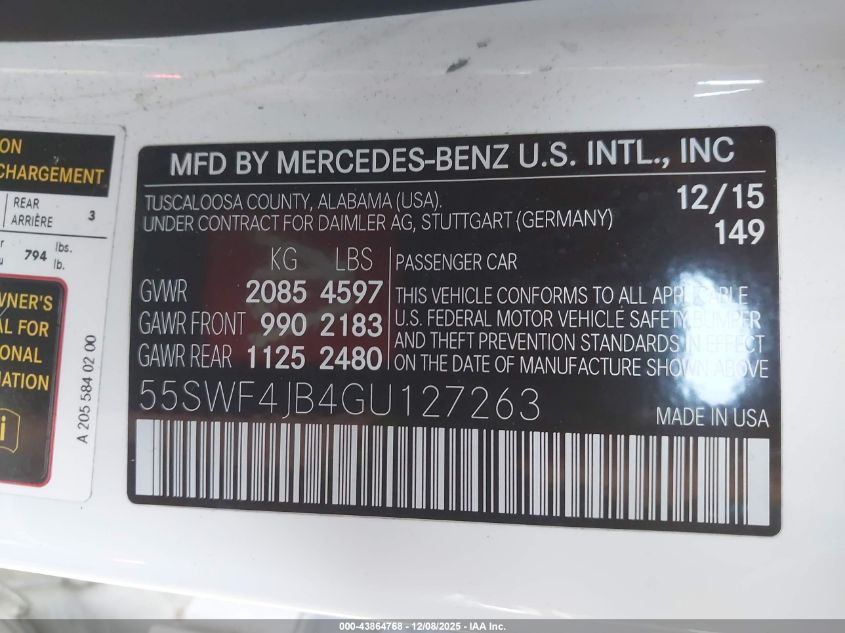 ON
CHARGEMENT
REAR
ARRIÈRE 3
794 lbs.
lb.
WNER'S
AL FOR
IONAL
MATION
i
A 205 584 02 00
MFD BY MERCEDES-BENZ U.S. INTL., INC
TUSCALOOSA COUNTY, ALABAMA (USA). 12/15
UNDER CONTRACT FOR DAIMLER AG, STUTTGART (GERMANY) 149
KG LBS
GVWR 2085 4597
GAWR FRONT 990 2183
GAWR REAR 1125 2480
PASSENGER CAR
THIS VEHICLE CONFORMS TO ALL APPLICABLE
U.S. FEDERAL MOTOR VEHICLE SAFETY BUMPER
AND THEFT PREVENTION STANDARDS IN EFFECT
ON THE DATE OF MANUFACTURE SHOWN ABOVE
55SWF4JB4GU127263
MADE IN USA
000-43864768 - 12/08/2025 - IAA Inc.